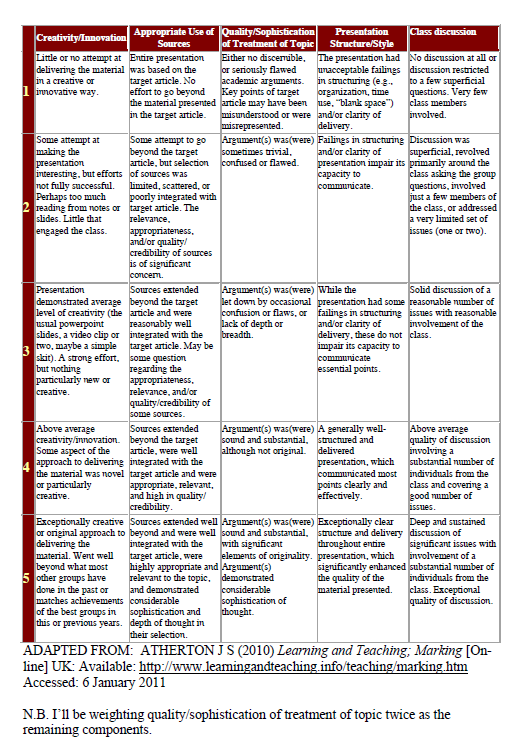 Creativity/Innovation
Appropriate Use of
Sources
Quality/Sophistication
of Treatment of Topic
Presentation
Structure/Style
Class discussion
1
Little or no attempt at
delivering the material
in a creative or
innovative way.
Entire presentation
was based on the
target article. No
effort to go beyond
the material presented
in the target article.
Either no discernible,
or seriously flawed
academic arguments.
Key points of target
article may have been
misunderstood or were
misrepresented.
The presentation had
unacceptable failings
in structuring (e.g.,
organization, time
use, “blank space”)
and/or clarity of
delivery.
No discussion at all or
discussion restricted
to a few superficial
questions. Very few
class members
involved.
2
Some attempt at
making the
presentation
interesting, but efforts
not fully successful.
Perhaps too much
reading from notes or
slides. Little that
engaged the class.
Some attempt to go
beyond the target
article, but selection
of sources was
limited, scattered, or
poorly integrated with
target article. The
relevance,
appropriateness,
and/or quality/
credibility of sources
is of significant
concern.
Argument(s) was(were)
sometimes trivial,
confused or flawed.
Failings in structuring
and/or clarity of
presentation impair its
capacity to
communicate.
Discussion was
superficial, revolved
primarily around the
class asking the group
questions, involved
just a few members of
the class, or addressed
a very limited set of
issues (one or two).
3
Presentation
demonstrated average
level of creativity (the
usual powerpoint
slides, a video clip or
two, maybe a simple
skit). A strong effort,
but nothing
particularly new or
creative.
Sources extended
beyond the target
article and were
reasonably well
integrated with the
target article. May be
some question
regarding the
appropriateness,
relevance, and/or
quality/credibility of
some sources.
Argument(s) was(were)
let down by occasional
confusion or flaws, or
lack of depth or
breadth.
While the
presentation had some
failings in structuring
and/or clarity of
delivery, these do not
impair its capacity to
communicate
essential points.
Solid discussion of a
reasonable number of
issues with reasonable
involvement of the
class.
4
Above average
creativity/innovation.
Some aspect of the
approach to delivering
the material was novel
or particularly
creative.
Sources extended
beyond the target
article, were well
integrated with the
target article and were
appropriate, relevant,
and high in quality/
credibility.
Argument(s) was(were)
sound and substantial,
although not original.
A generally well-
structured and
delivered
presentation, which
communicated most
points clearly and
effectively.
Above average
quality of discussion
involving a
substantial number of
individuals from the
class and covering a
good number of
issues.
5
Exceptionally creative
or original approach to
delivering the
material. Went well
beyond what most
other groups have
done in the past or
matches achievements
of the best groups in
this or previous years.
Sources extended well
beyond and were well
integrated with the
target article, were
highly appropriate and
relevant to the topic,
and demonstrated
considerable
sophistication and
depth of thought in
their selection.
Argument(s) was(were)
sound and substantial,
with significant
elements of originality.
Argument(s)
demonstrated
considerable
sophistication of
thought.
Exceptionally clear
structure and delivery
throughout entire
presentation, which
significantly enhanced
the quality of the
material presented.
Deep and sustained
discussion of
significant issues with
involvement of a
substantial number of
individuals from the
class. Exceptional
quality of discussion.
ADAPTED FROM: ATHERTON J S (2010) Learning and Teaching; Marking [On-
line] UK: Available: http://www.learningandteaching.info/teaching/marking.htm
Accessed: 6 January 2011
N.B. I’ll be weighting quality/sophistication of treatment of topic twice as the
remaining components.